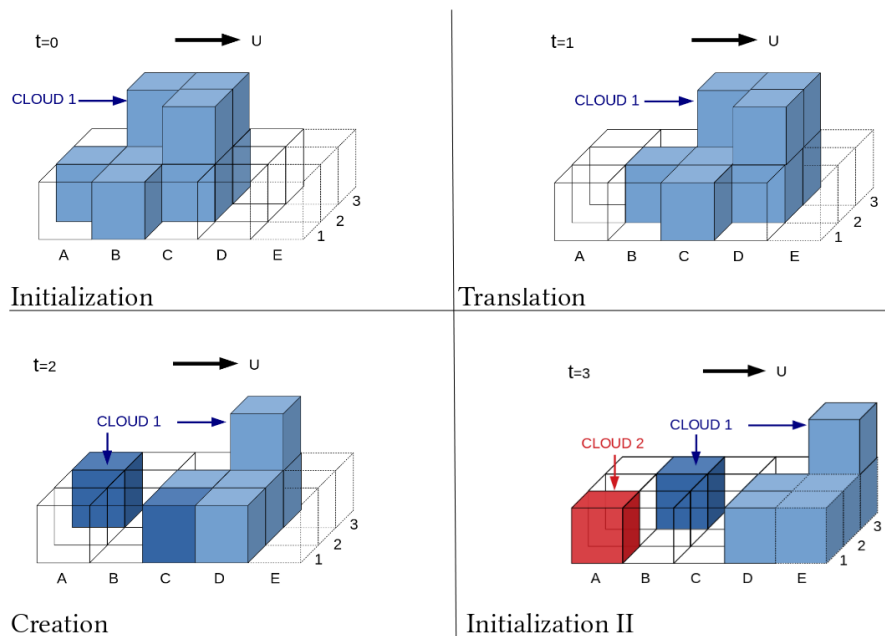 t=0
U
CLOUD 1
3
2
1
A B C D E
Initialization
t=1
U
CLOUD 1
3
2
1
A B C D E
Translation
t=2
U
CLOUD 1
3
2
1
A B C D E
Creation
t=3
U
CLOUD 1
CLOUD 2
3
2
1
A B C D E
Initialization II